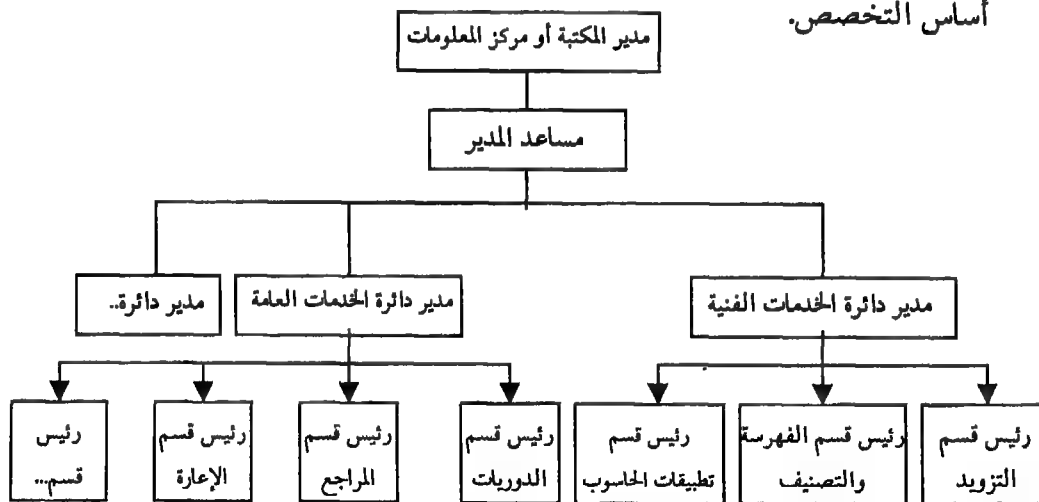 أساس التخصص.
مدير المكتبة أو مركز المعلومات
مساعد المدير
مدير دائرة الخدمات الفنية
مدير دائرة الخدمات العامة
مدير دائرة..
رئيس قسم
التزويد
رئيس قسم الفهرسة
والتصنيف
رئيس قسم
تطبيقات الحاسوب
رئيس قسم
الدوريات
رئيس قسم
المراجع
رئيس قسم
الإعارة
رئيس
قسم...